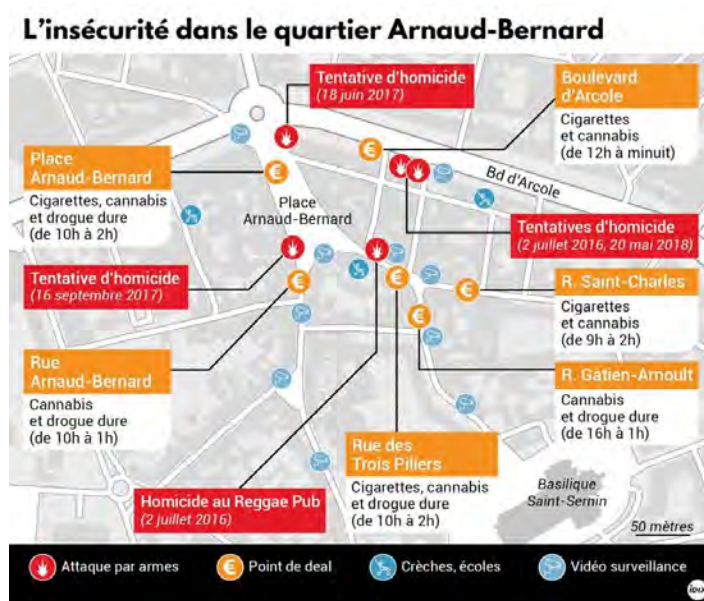 L'insécurité dans le quartier Arnaud-Bernard
Tentative d'homicide
(18 juin 2017)
Boulevard
d'Arcole
Cigarettes
et cannabis
(de 12h à minuit)
Place
Arnaud-Bernard
Cigarettes, cannabis
et drogue dure
(de 10h à 2h)
Place
Arnaud-Bernard
Bd d'Arcole
Tentatives d'homicide
(2 juillet 2016, 20 mai 2018)
Tentative d'homicide
(16 septembre 2017)
R. Saint-Charles
Cigarettes
et cannabis
(de 9h à 2h)
Rue
Arnaud-Bernard
Cannabis
et drogue dure
(de 10h à 1h)
R. Gatien-Arnoult
Cannabis
et drogue dure
(de 16h à 1h)
Rue des
Trois Piliers
Cigarettes, cannabis
et drogue dure
(de 10h à 2h)
Homicide au Reggae Pub
(2 juillet 2016)
Basilique
Saint-Sernin
50 mètres
Attaque par armes
Point de deal
Crèches, écoles
Vidéo surveillance